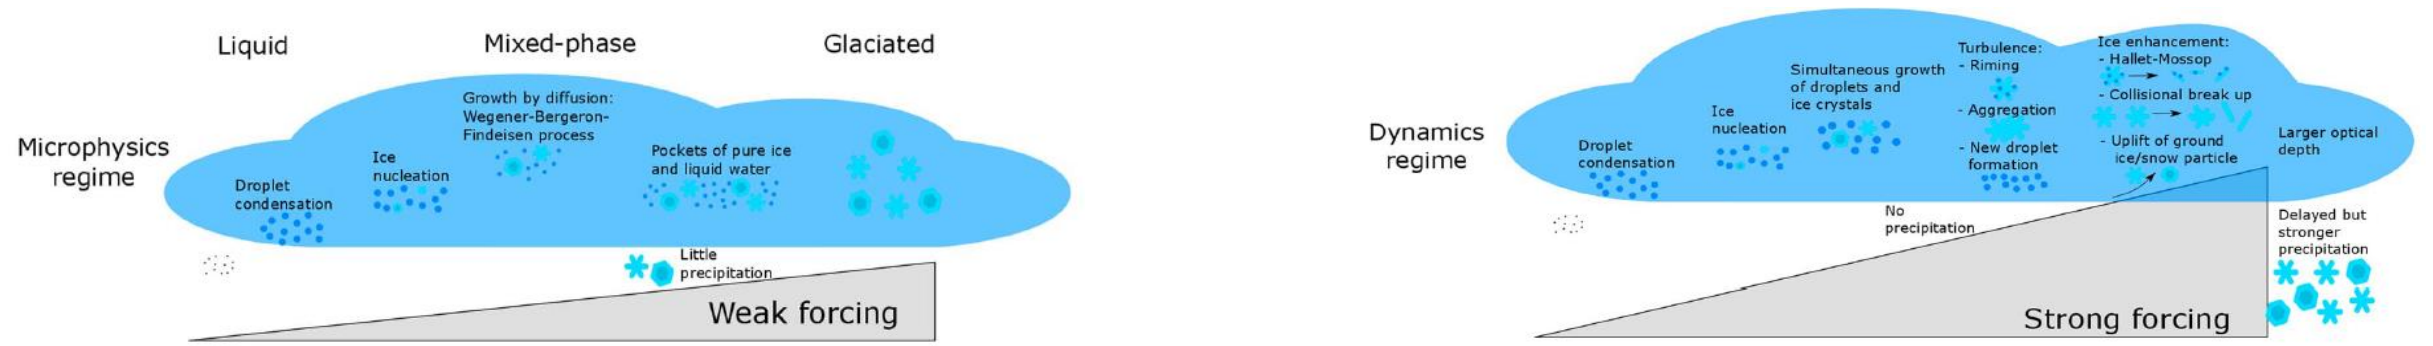 Liquid
Mixed-phase
Glaciated
Microphysics
regime
Droplet
condensation
Ice
nucleation
Growth by diffusion:
Wegener-Bergeron-
Findeisen process
Pockets of pure ice
and liquid water
Little
precipitation
Weak forcing
Dynamics
regime
Droplet
condensation
Ice
nucleation
Simultaneous growth
of droplets and
ice crystals
Turbulence:
- Riming
- Aggregation
- New droplet
formation
Ice enhancement:
- Hallet-Mossop
- Collisional break up
- Uplift of ground
ice/snow particle
Larger optical
depth
No
precipitation
Delayed but
stronger
precipitation
Strong forcing